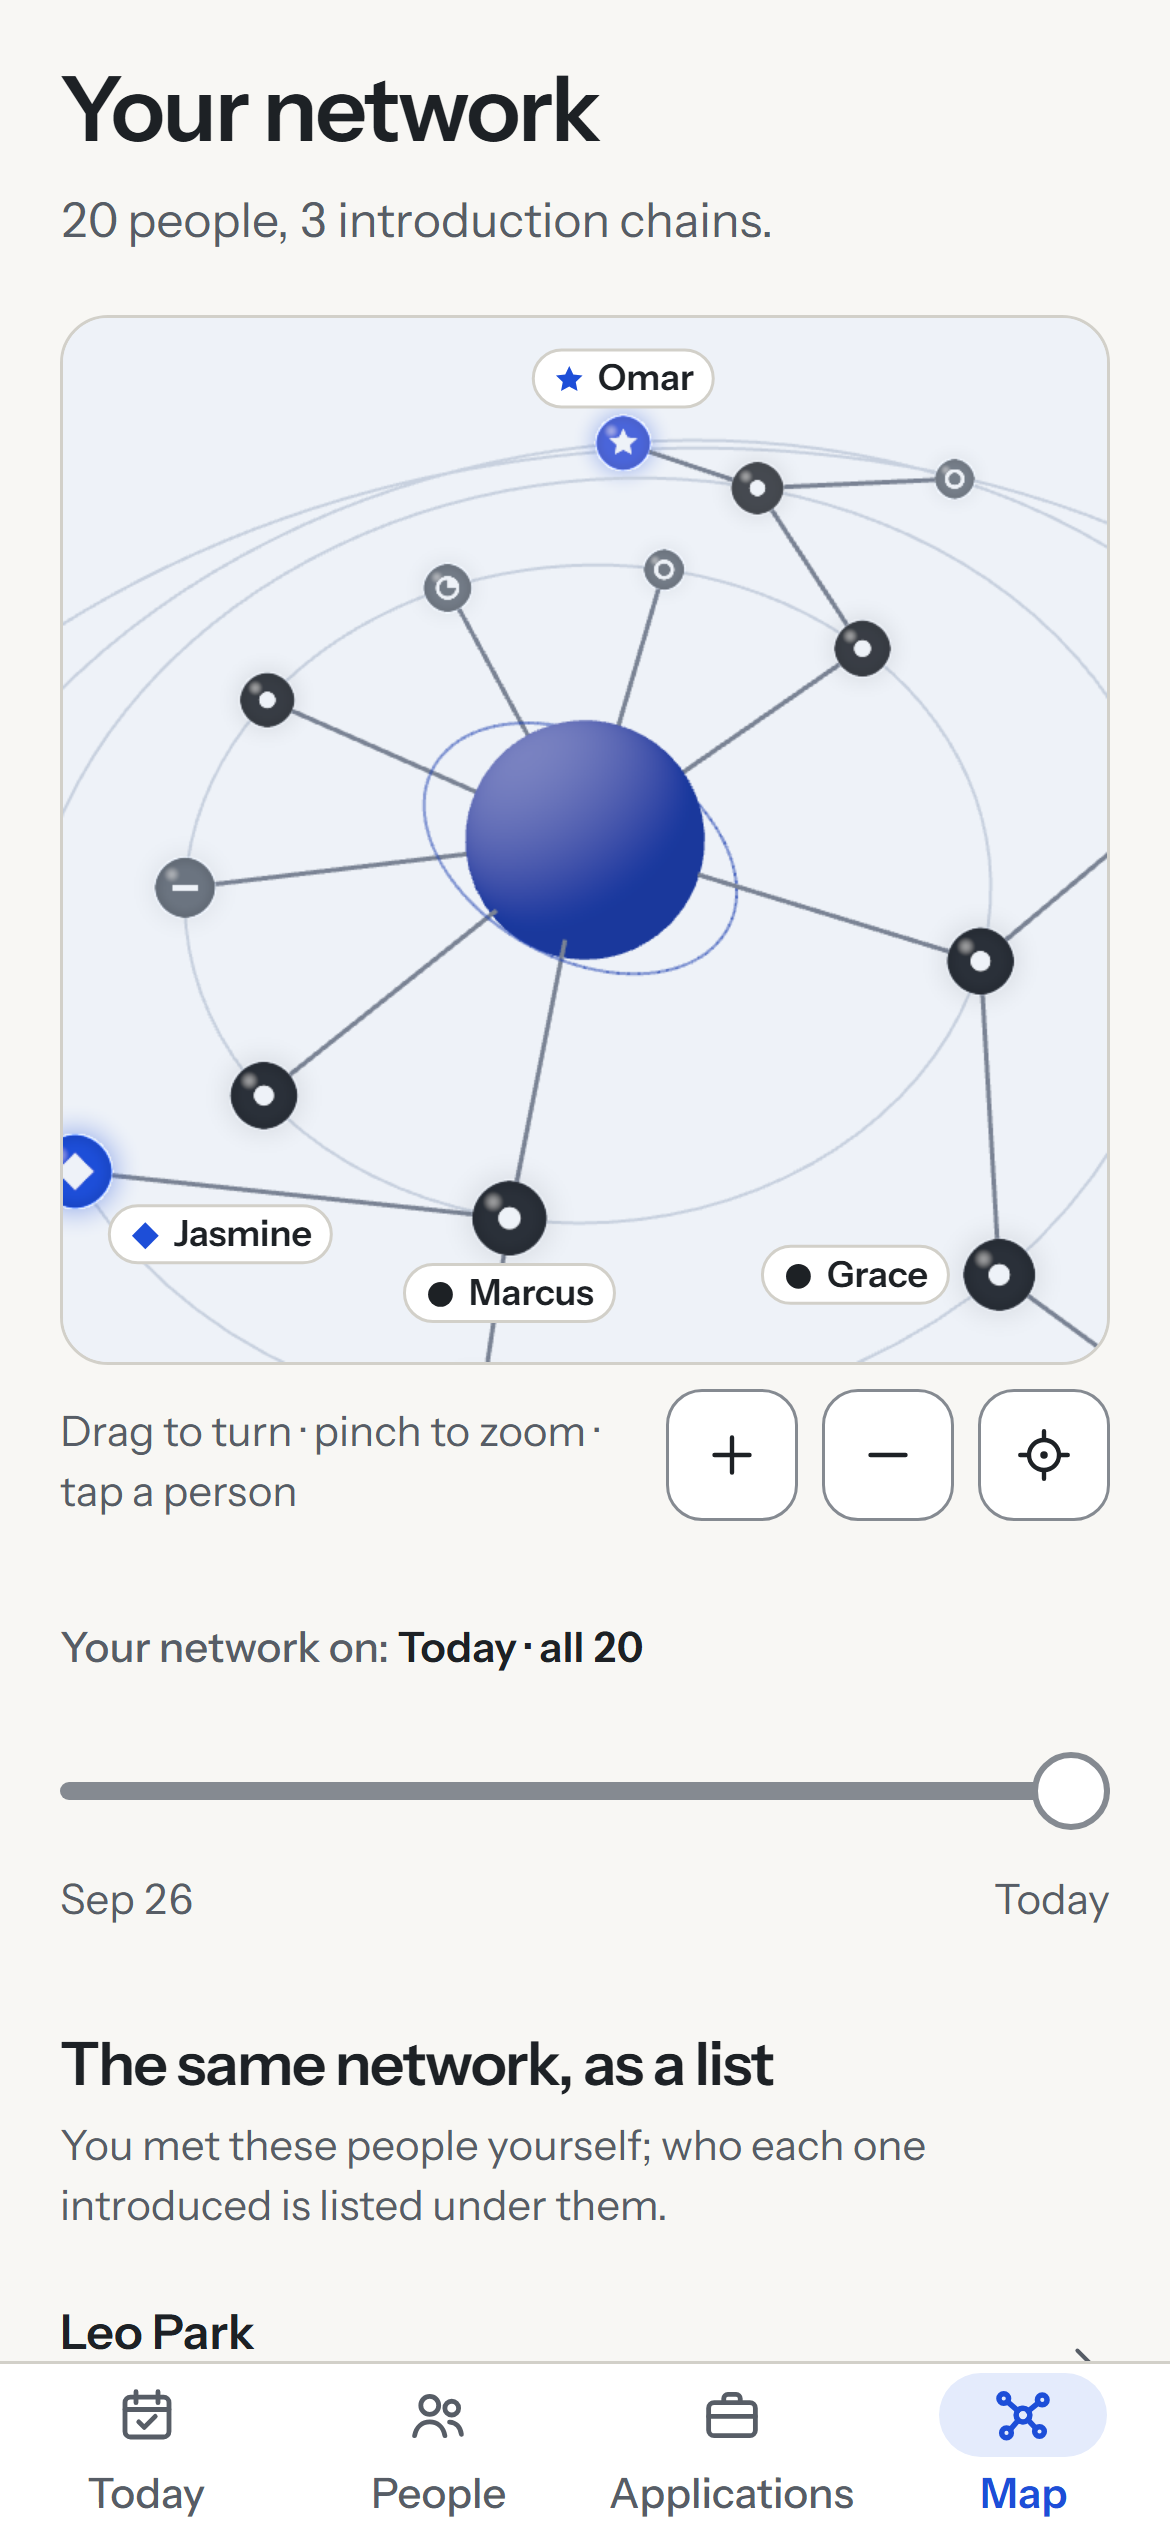 Your network
20 people, 3 introduction chains.
Omar
Jasmine
Marcus
Grace
Drag to turn · pinch to zoom ·
tap a person
Your network on: Today · all 20
Sep 26
Today
The same network, as a list
You met these people yourself; who each one
introduced is listed under them.
Leo Park
Today
People
Applications
Map